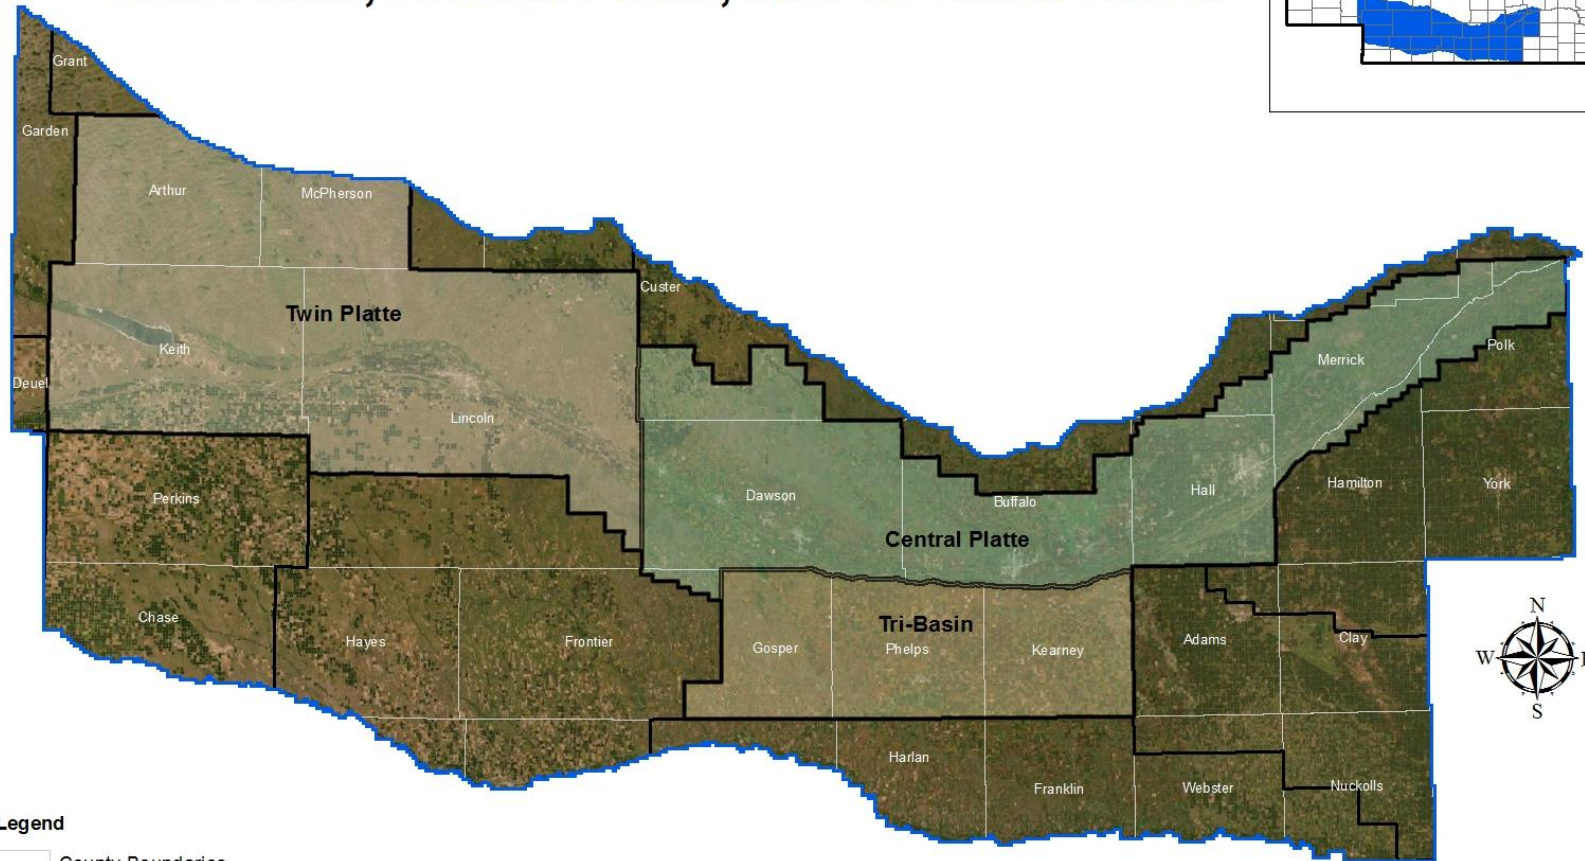 Grant
Garden
Arthur
McPherson
Custer
Twin Platte
Keith
Deuel
Lincoln
Merrick
Polk
Perkins
Dawson
Buffalo
Hall
Hamilton
York
Central Platte
Chase
Hayes
Frontier
Tri-Basin
Gosper
Phelps
Kearney
Adams
Clay
N
W
S
Harlan
Franklin
Webster
Nuckolls
Legend
County Boundaries